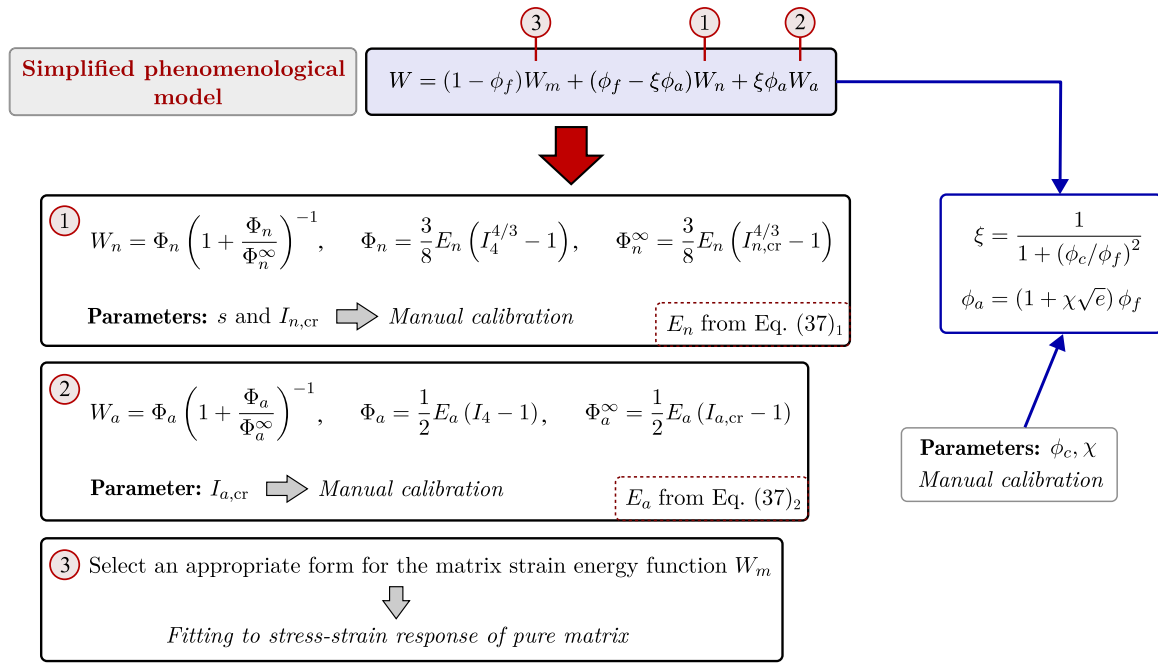 3
1
2
Simplified phenomenological
model
W = (1 − ϕ_f)W_m + (ϕ_f − ξϕ_a)W_n + ξϕ_aW_a
1
W_n = Φ_n (1 + Φ_n/Φ_n^∞)^{−1}, Φ_n = 3/8 E_n (I_4^{4/3} − 1), Φ_n^∞ = 3/8 E_n (I_{n,cr}^{4/3} − 1)
Parameters: s and I_{n,cr} Manual calibration
E_n from Eq. (37)_1
ξ = 1/(1 + (ϕ_c/ϕ_f)^2)
ϕ_a = (1 + χ√e) ϕ_f
2
W_a = Φ_a (1 + Φ_a/Φ_a^∞)^{−1}, Φ_a = 1/2 E_a (I_4 − 1), Φ_a^∞ = 1/2 E_a (I_{a,cr} − 1)
Parameter: I_{a,cr} Manual calibration
E_a from Eq. (37)_2
Parameters: ϕ_c, χ
Manual calibration
3 Select an appropriate form for the matrix strain energy function W_m
Fitting to stress-strain response of pure matrix